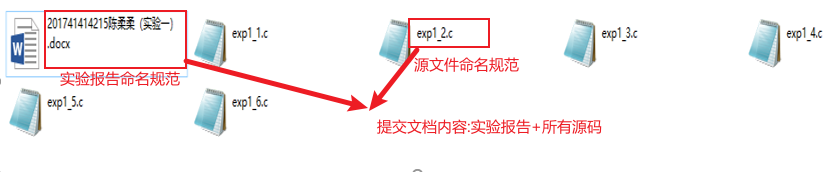 201741414215陈柔柔（实验一）
.docx
exp1_1.c
exp1_2.c
exp1_3.c
exp1_4.c
实验报告命名规范
源文件命名规范
exp1_5.c
exp1_6.c
提交文档内容:实验报告+所有源码